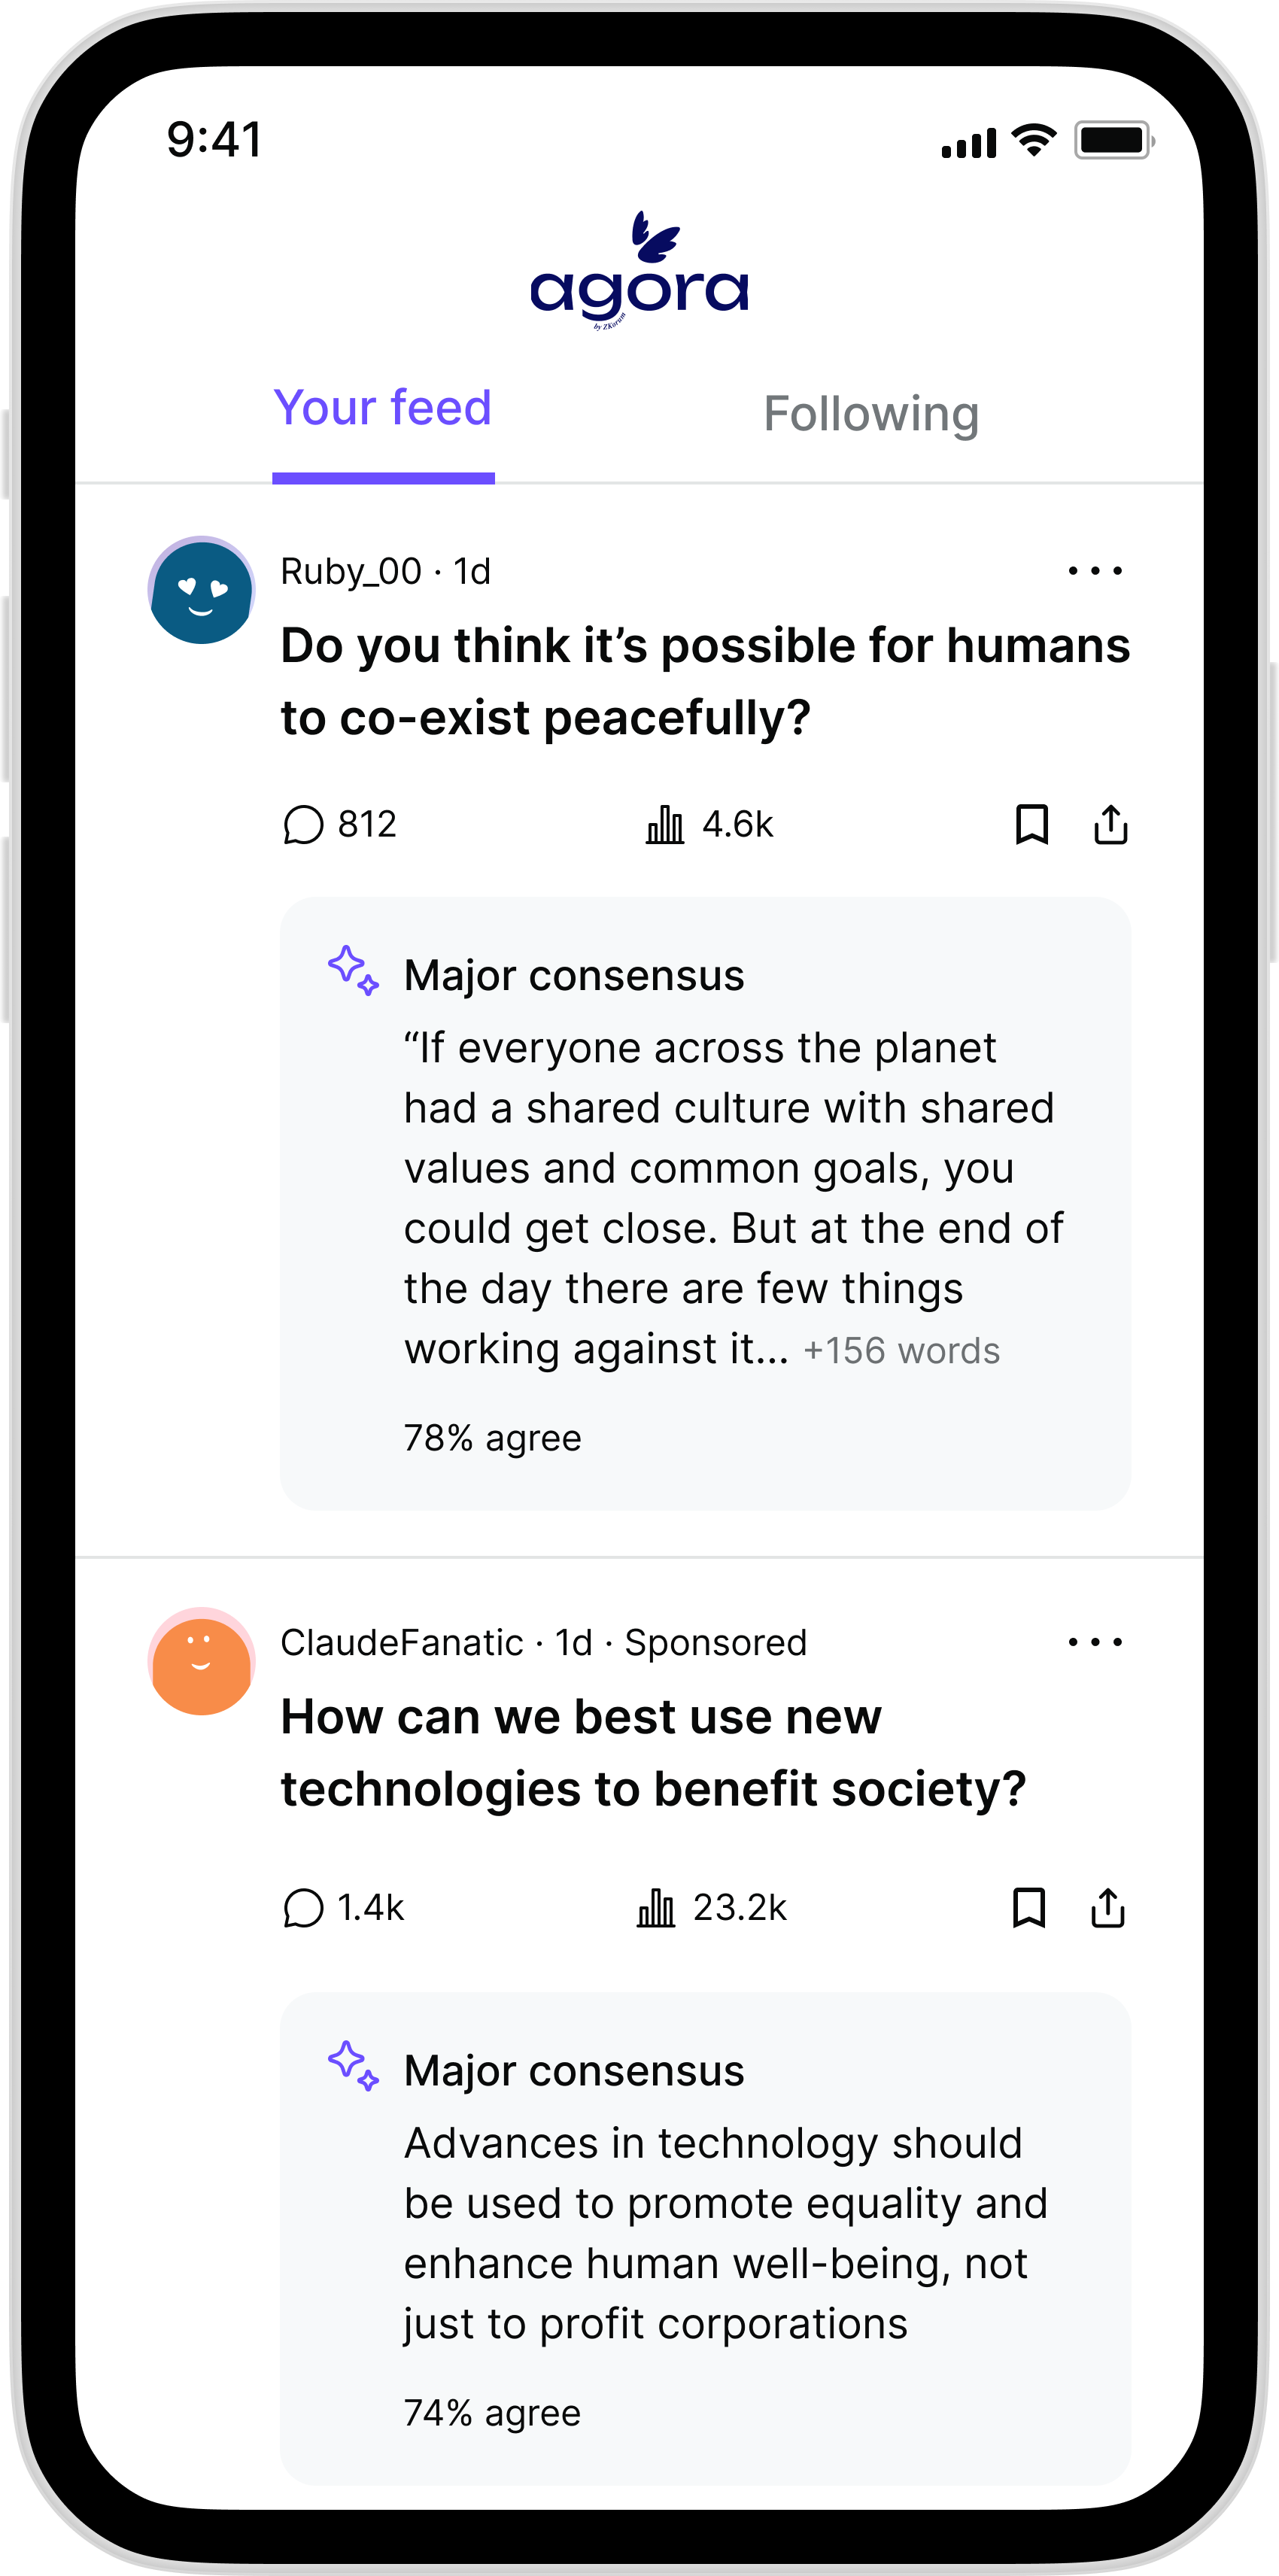 9:41
agora
by ZKorum
Your feed
Following
Ruby_00 · 1d
Do you think it’s possible for humans
to co-exist peacefully?
812
4.6k
Major consensus
“If everyone across the planet
had a shared culture with shared
values and common goals, you
could get close. But at the end of
the day there are few things
working against it... +156 words
78% agree
ClaudeFanatic · 1d · Sponsored
How can we best use new
technologies to benefit society?
1.4k
23.2k
Major consensus
Advances in technology should
be used to promote equality and
enhance human well-being, not
just to profit corporations
74% agree